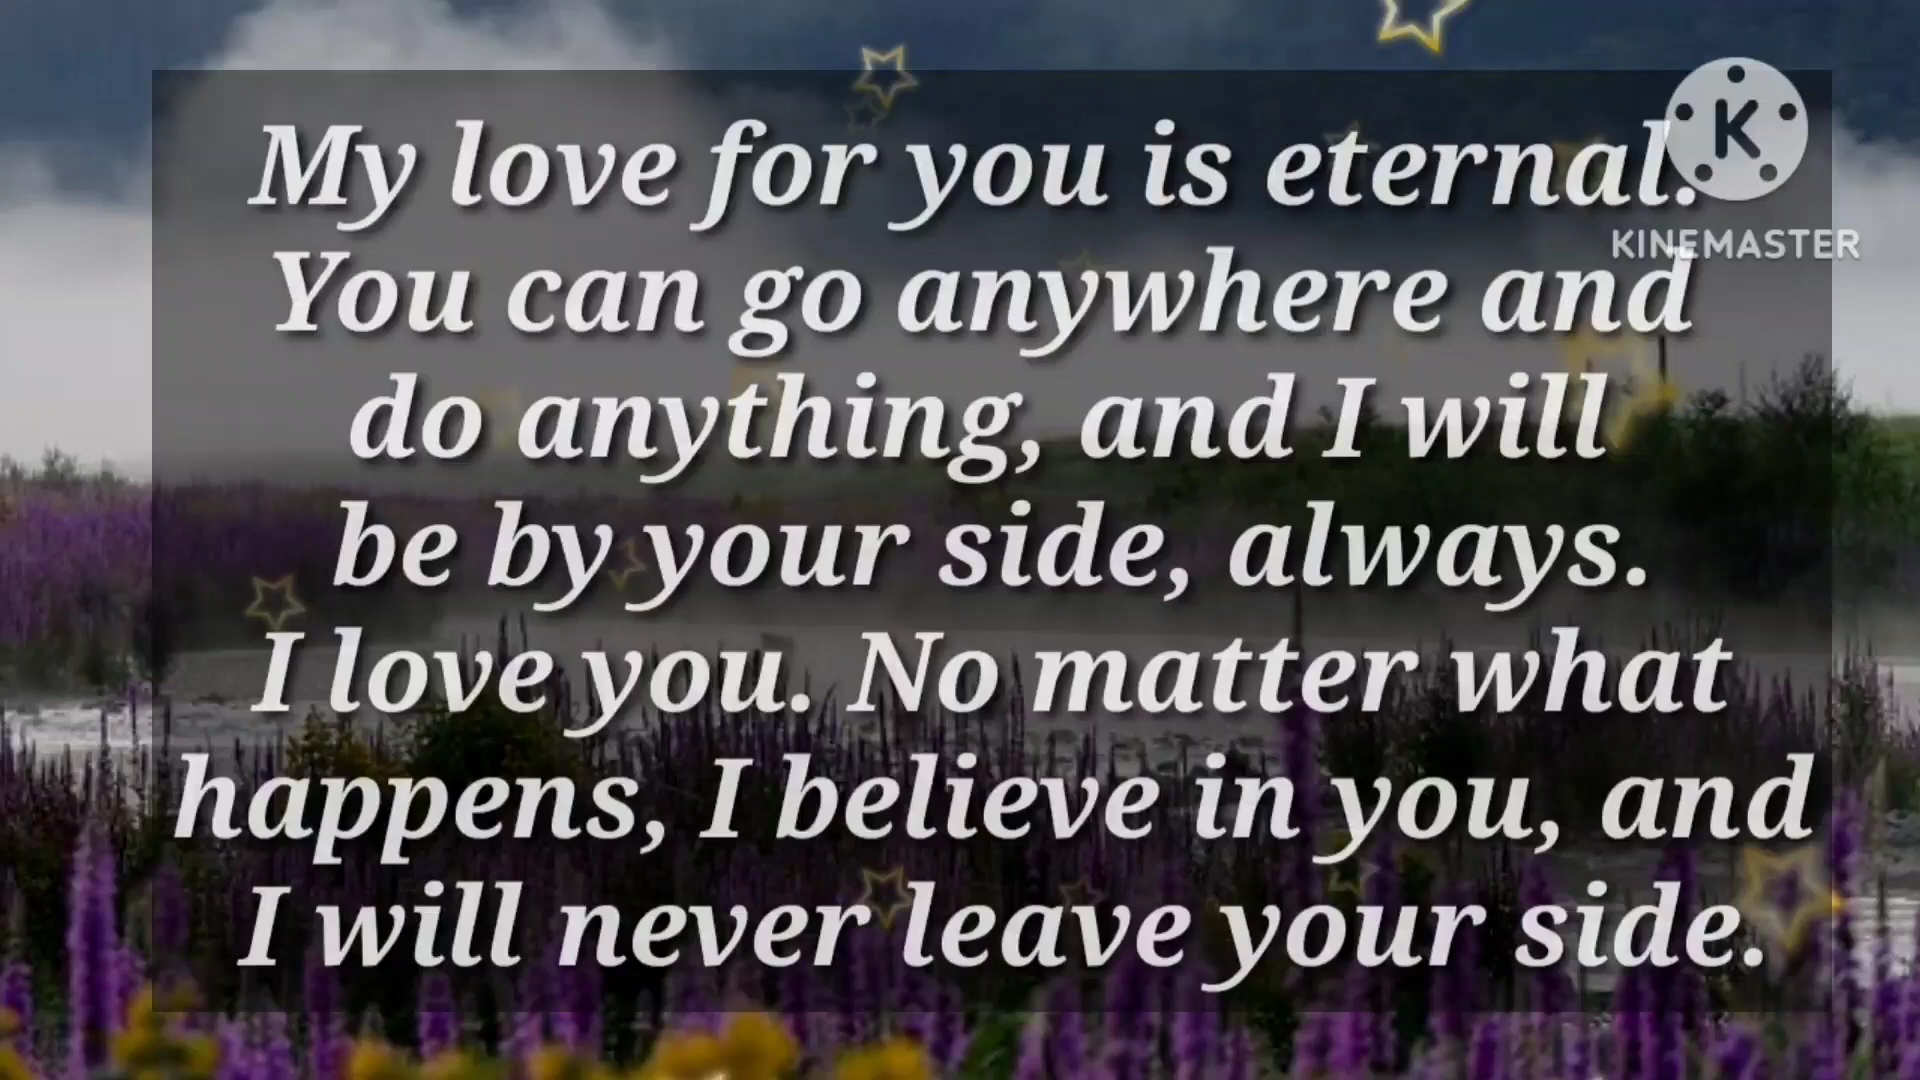 My love for you is eternal.
You can go anywhere and
do anything, and I will
be by your side, always.
I love you. No matter what
happens, I believe in you, and
I will never leave your side.
K
KINEMASTER